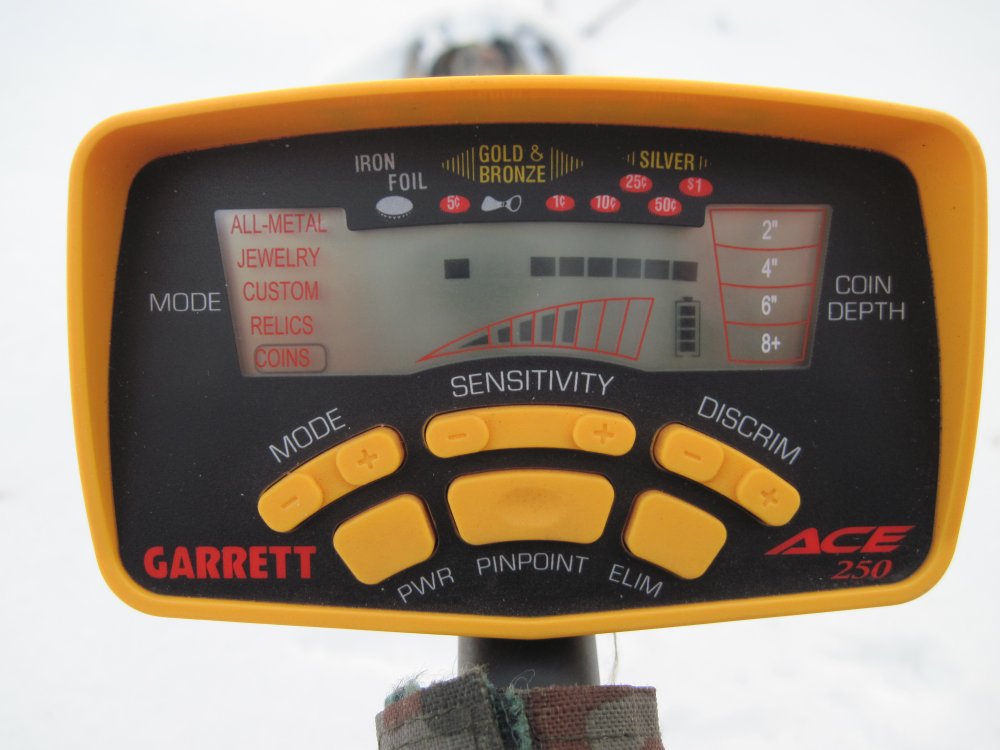 IRON
FOIL
GOLD &
BRONZE
SILVER
5¢
1¢
10¢
25¢
50¢
$1
MODE
ALL-METAL
JEWELRY
CUSTOM
RELICS
COINS
2"
4"
6"
8+
COIN
DEPTH
MODE
- +
SENSITIVITY
- +
DISCRIM
- +
PWR
PINPOINT
ELIM
GARRETT
ACE
250